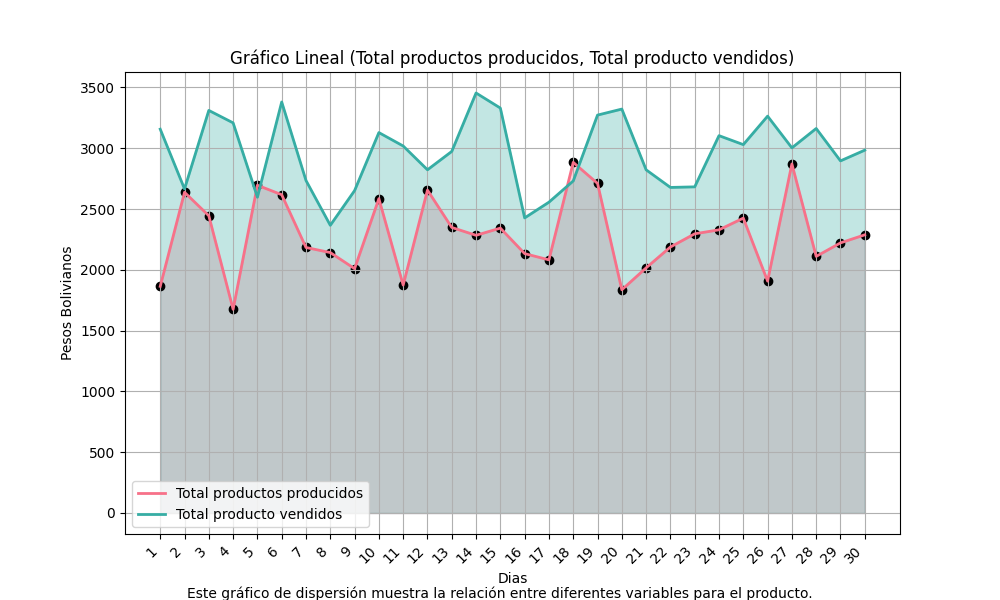 Gráfico Lineal (Total productos producidos, Total producto vendidos)
3500
3000
2500
2000
1500
1000
500
0
Pesos Bolivianos
Total productos producidos
Total producto vendidos
1 2 3 4 5 6 7 8 9 10 11 12 13 14 15 16 17 18 19 20 21 22 23 24 25 26 27 28 29 30
Dias
Este gráfico de dispersión muestra la relación entre diferentes variables para el producto.